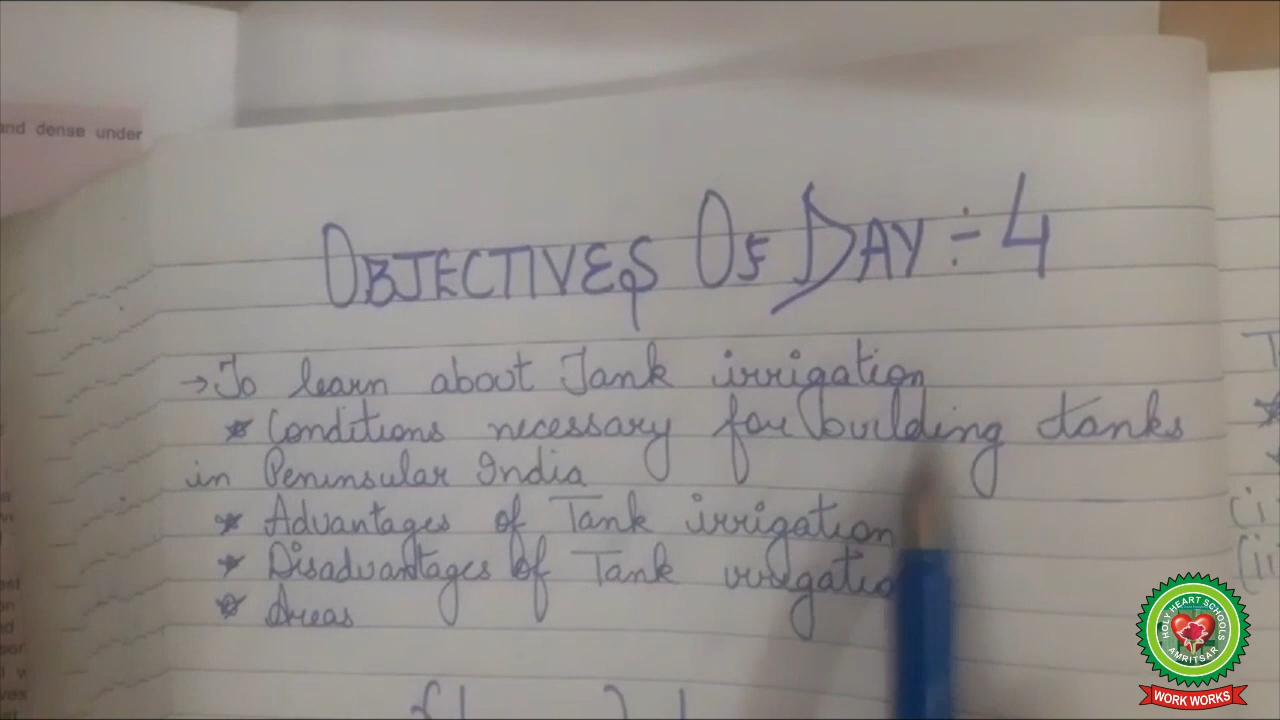 and dense under
OBJECTIVES OF DAY ÷ 4
→ To learn about Tank irrigation
* Conditions necessary for building tanks
in Peninsular India
* Advantages of Tank irrigation
* Disadvantages of Tank irrigation
* Areas
HOLY HEART SCHOOLS
AMRITSAR
WORK WORKS